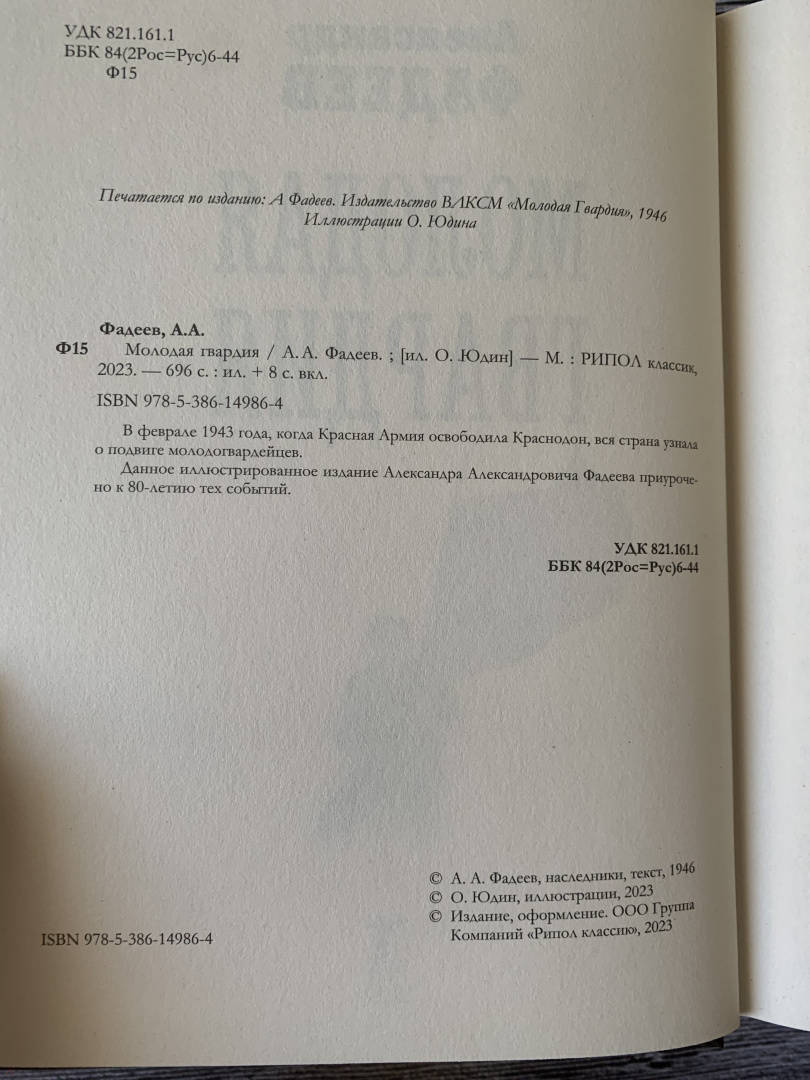 УДК 821.161.1
ББК 84(2Рос=Рус)6-44
Ф15
Печатается по изданию: А Фадеев. Издательство ВЛКСМ «Молодая Гвардия», 1946
Иллюстрации О. Юдина
Фадеев, А.А.
Ф15 Молодая гвардия / А. А. Фадеев. ; [ил. О. Юдин] — М. : РИПОЛ классик,
2023. — 696 с. : ил. + 8 с. вкл.
ISBN 978-5-386-14986-4
В феврале 1943 года, когда Красная Армия освободила Краснодон, вся страна узнала
о подвиге молодогвардейцев.
Данное иллюстрированное издание Александра Александровича Фадеева приуроче-
но к 80-летию тех событий.
УДК 821.161.1
ББК 84(2Рос=Рус)6-44
© А. А. Фадеев, наследники, текст, 1946
© О. Юдин, иллюстрации, 2023
© Издание, оформление. ООО Группа
Компаний «Рипол классик», 2023
ISBN 978-5-386-14986-4